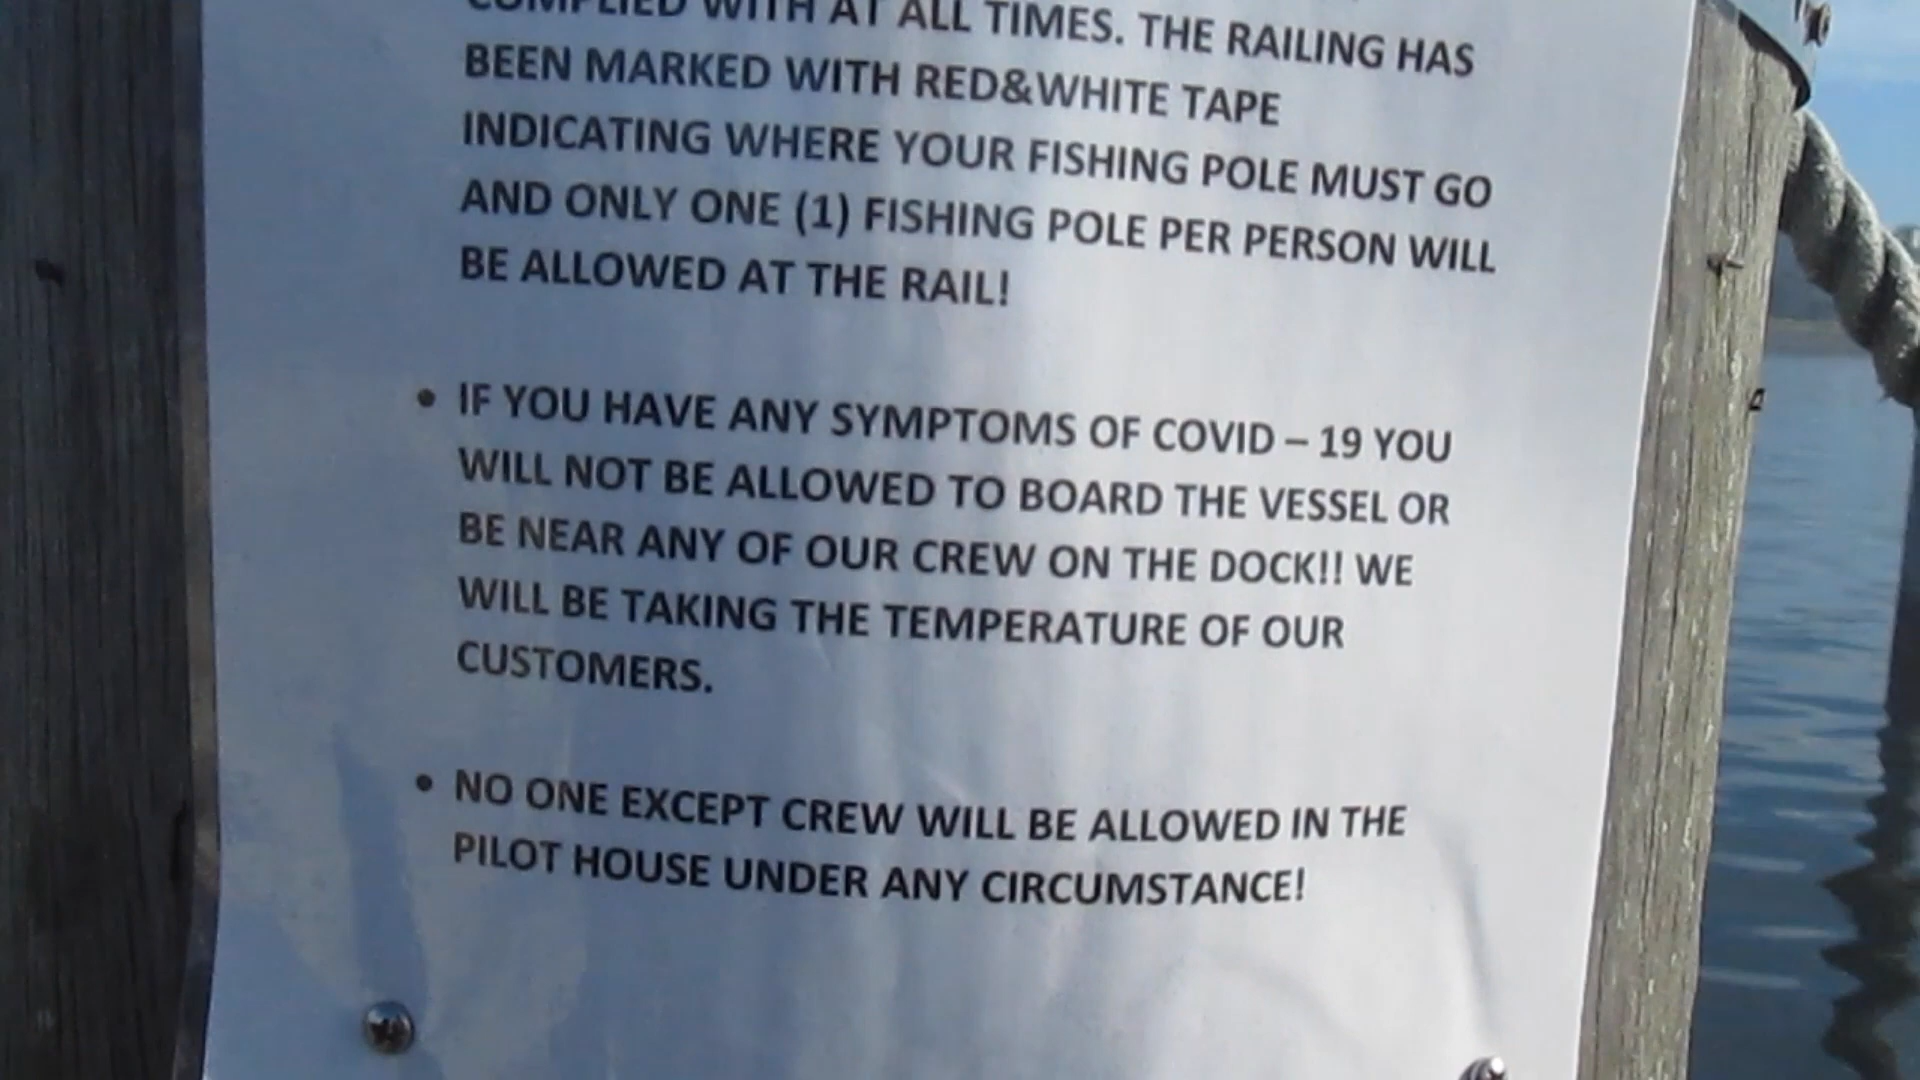 COMPLIED WITH AT ALL TIMES. THE RAILING HAS
BEEN MARKED WITH RED&WHITE TAPE
INDICATING WHERE YOUR FISHING POLE MUST GO
AND ONLY ONE (1) FISHING POLE PER PERSON WILL
BE ALLOWED AT THE RAIL!
• IF YOU HAVE ANY SYMPTOMS OF COVID – 19 YOU
WILL NOT BE ALLOWED TO BOARD THE VESSEL OR
BE NEAR ANY OF OUR CREW ON THE DOCK!! WE
WILL BE TAKING THE TEMPERATURE OF OUR
CUSTOMERS.
• NO ONE EXCEPT CREW WILL BE ALLOWED IN THE
PILOT HOUSE UNDER ANY CIRCUMSTANCE!